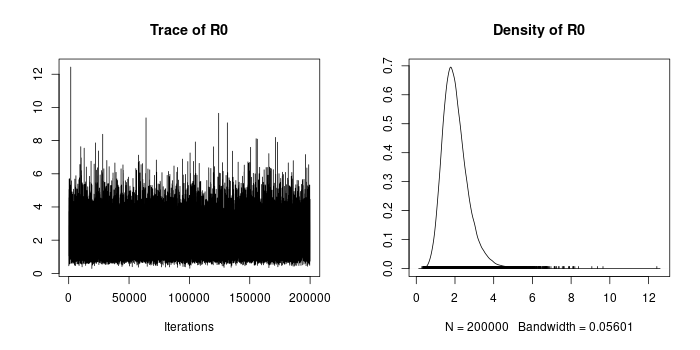 Trace of R0
12
10
8
6
4
2
0
0 50000 100000 150000 200000
Iterations
Density of R0
0.7
0.6
0.5
0.4
0.3
0.2
0.1
0.0
0 2 4 6 8 10 12
N = 200000 Bandwidth = 0.05601